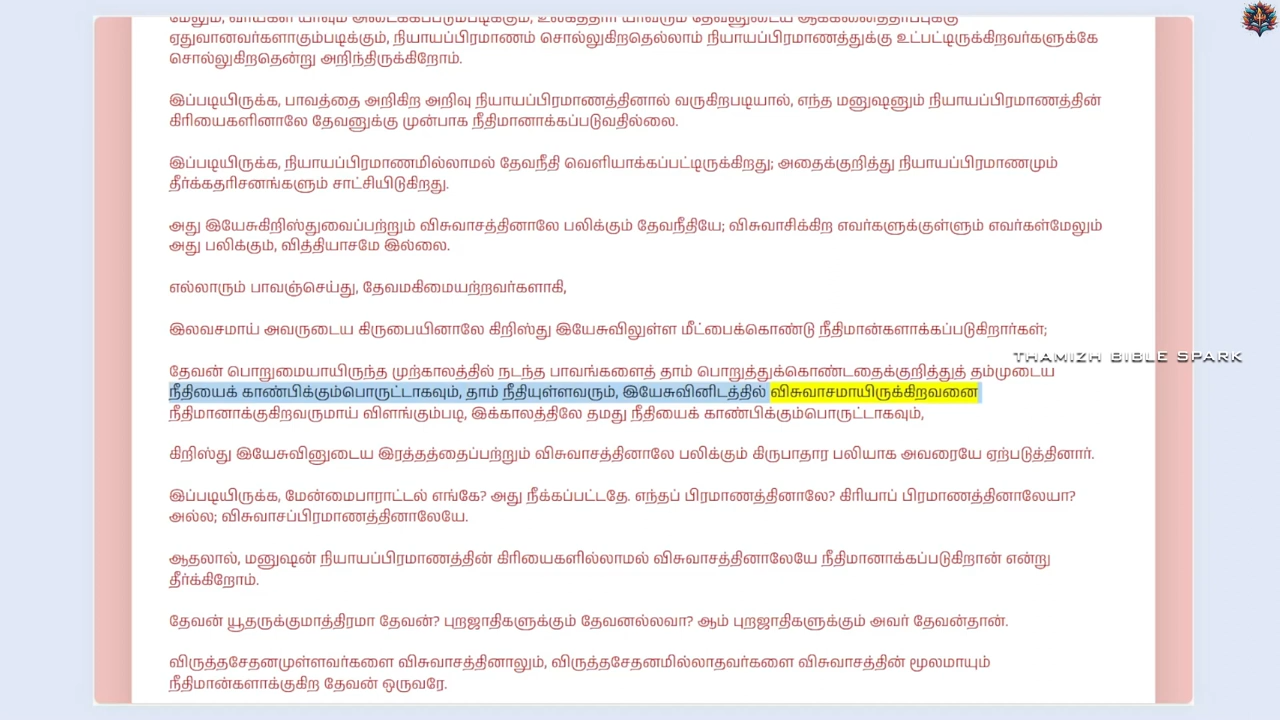 மேலும், வாய்கள் யாவும் அடைக்கப்படும்படிக்கும், உலகத்தார் யாவரும் தேவனுடைய ஆக்கினைத்தீர்ப்புக்கு
ஏதுவானவர்களாகும்படிக்கும், நியாயப்பிரமாணம் சொல்லுகிறதெல்லாம் நியாயப்பிரமாணத்துக்கு உட்பட்டிருக்கிறவர்களுக்கே
சொல்லுகிறதென்று அறிந்திருக்கிறோம்.
இப்படியிருக்க, பாவத்தை அறிகிற அறிவு நியாயப்பிரமாணத்தினால் வருகிறபடியால், எந்த மனுஷனும் நியாயப்பிரமாணத்தின்
கிரியைகளினாலே தேவனுக்கு முன்பாக நீதிமானாக்கப்படுவதில்லை.
இப்படியிருக்க, நியாயப்பிரமாணமில்லாமல் தேவநீதி வெளியாக்கப்பட்டிருக்கிறது; அதைக்குறித்து நியாயப்பிரமாணமும்
தீர்க்கதரிசனங்களும் சாட்சியிடுகிறது.
அது இயேசுகிறிஸ்துவைப்பற்றும் விசுவாசத்தினாலே பலிக்கும் தேவநீதியே; விசுவாசிக்கிற எவர்களுக்குள்ளும் எவர்கள்மேலும்
அது பலிக்கும், வித்தியாசமே இல்லை.
எல்லாரும் பாவஞ்செய்து, தேவமகிமையற்றவர்களாகி,
இலவசமாய் அவருடைய கிருபையினாலே கிறிஸ்து இயேசுவிலுள்ள மீட்பைக்கொண்டு நீதிமான்களாக்கப்படுகிறார்கள்;
THAMIZH BIBLE SPARK
தேவன் பொறுமையாயிருந்த முற்காலத்தில் நடந்த பாவங்களைத் தாம் பொறுத்துக்கொண்டதைக்குறித்துத் தம்முடைய
நீதியைக் காண்பிக்கும்பொருட்டாகவும், தாம் நீதியுள்ளவரும், இயேசுவினிடத்தில் விசுவாசமாயிருக்கிறவனை
நீதிமானாக்குகிறவருமாய் விளங்கும்படி, இக்காலத்திலே தமது நீதியைக் காண்பிக்கும்பொருட்டாகவும்,
கிறிஸ்து இயேசுவினுடைய இரத்தத்தைப்பற்றும் விசுவாசத்தினாலே பலிக்கும் கிருபாதார பலியாக அவரையே ஏற்படுத்தினார்.
இப்படியிருக்க, மேன்மைபாராட்டல் எங்கே? அது நீக்கப்பட்டதே. எந்தப் பிரமாணத்தினாலே? கிரியாப் பிரமாணத்தினாலேயா?
அல்ல; விசுவாசப்பிரமாணத்தினாலேயே.
ஆதலால், மனுஷன் நியாயப்பிரமாணத்தின் கிரியைகளில்லாமல் விசுவாசத்தினாலேயே நீதிமானாக்கப்படுகிறான் என்று
தீர்க்கிறோம்.
தேவன் யூதருக்குமாத்திரமா தேவன்? புறஜாதிகளுக்கும் தேவனல்லவா? ஆம் புறஜாதிகளுக்கும் அவர் தேவன்தான்.
விருத்தசேதனமுள்ளவர்களை விசுவாசத்தினாலும், விருத்தசேதனமில்லாதவர்களை விசுவாசத்தின் மூலமாயும்
நீதிமான்களாக்குகிற தேவன் ஒருவரே.